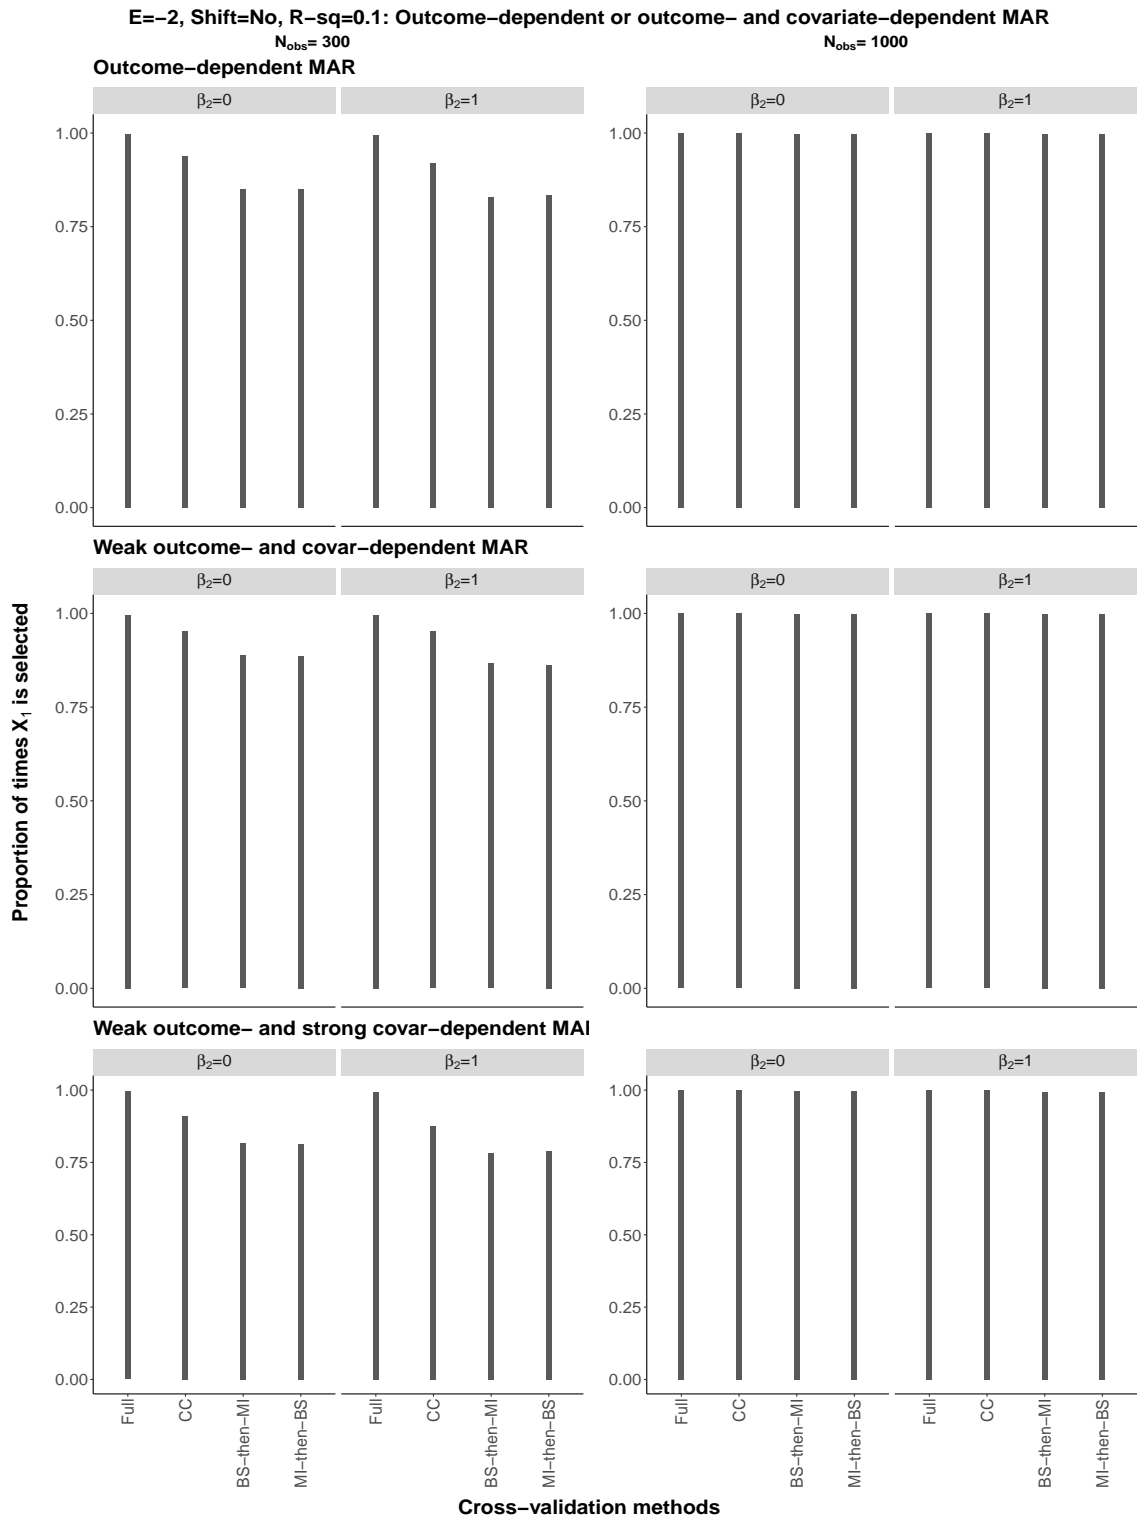 E=−2, Shift=No, R−sq=0.1: Outcome−dependent or outcome− and covariate−dependent MAR
N_obs= 300
N_obs= 1000
Outcome−dependent MAR
β₂=0 β₂=1 β₂=0 β₂=1
1.00 1.00
0.75 0.75
0.50 0.50
0.25 0.25
0.00 0.00
Weak outcome− and covar−dependent MAR
β₂=0 β₂=1 β₂=0 β₂=1
1.00 1.00
0.75 0.75
0.50 0.50
0.25 0.25
0.00 0.00
Proportion of times X₁ is selected
Weak outcome− and strong covar−dependent MAI
β₂=0 β₂=1 β₂=0 β₂=1
1.00 1.00
0.75 0.75
0.50 0.50
0.25 0.25
0.00 0.00
Full CC BS−then−MI MI−then−BS Full CC BS−then−MI MI−then−BS Full CC BS−then−MI MI−then−BS Full CC BS−then−MI MI−then−BS
Cross−validation methods